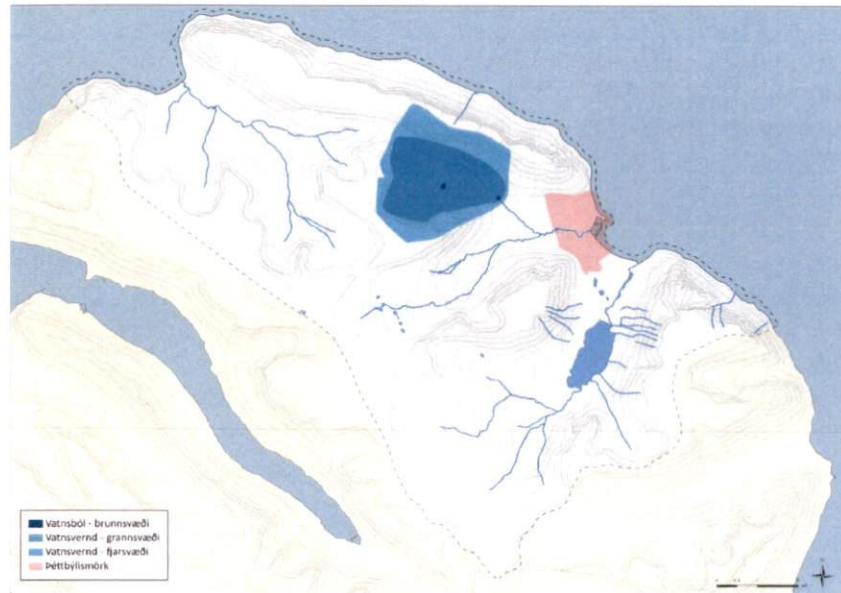 Vatnsból - brunnsvæði
Vatnsvernd - grannsvæði
Vatnsvernd - fjarsvæði
Þéttbýlismörk